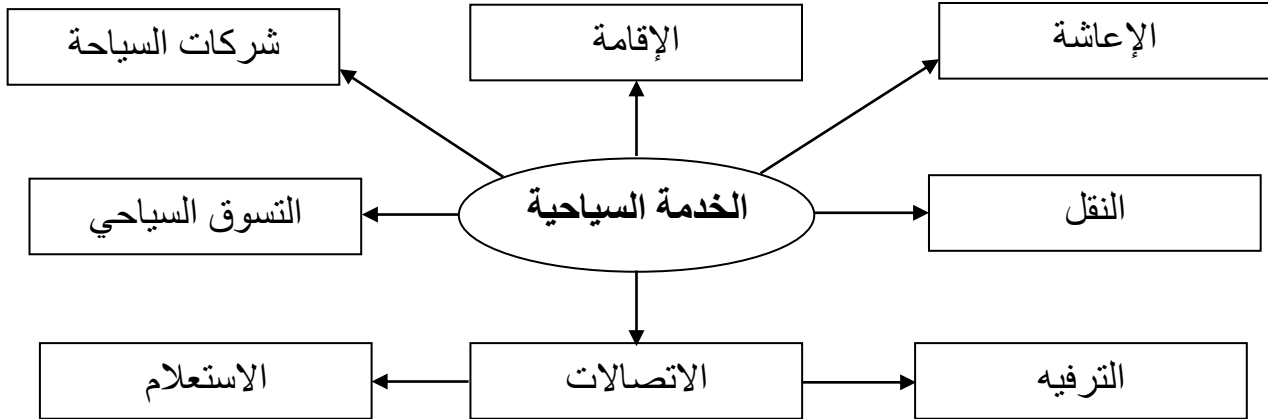 الإعاشة
الإقامة
شركات السياحة
النقل
الخدمة السياحية
التسوق السياحي
الترفيه
الاتصالات
الاستعلام